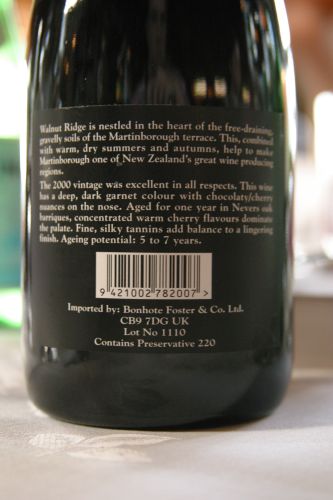 Walnut Ridge is nestled in the heart of the free-draining,
gravelly soils of the Martinborough terrace. This, combined
with warm, dry summers and autumns, help to make
Martinborough one of New Zealand's great wine producing
regions.
The 2000 vintage was excellent in all respects. This wine
has a deep, dark garnet colour with chocolaty/cherry
nuances on the nose. Aged for one year in Nevers oak
barriques, concentrated warm cherry flavours dominate
the palate. Fine, silky tannins add balance to a lingering
finish. Ageing potential: 5 to 7 years.
9 421002 782007 >
Imported by: Bonhote Foster & Co. Ltd.
CB9 7DG UK
Lot No 1110
Contains Preservative 220